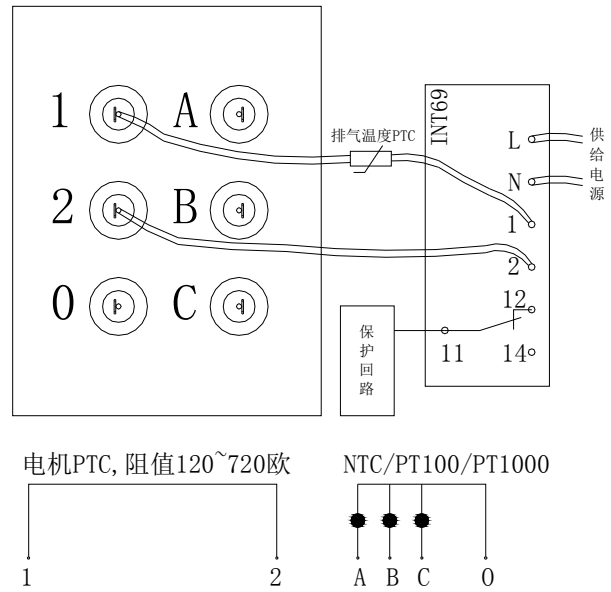 1 A
2 B
0 C
排气温度PTC
INT69
L
N
1
2
12
11 14
供给电源
保护回路
电机PTC,阻值120~720欧
1 2
NTC/PT100/PT1000
A B C 0